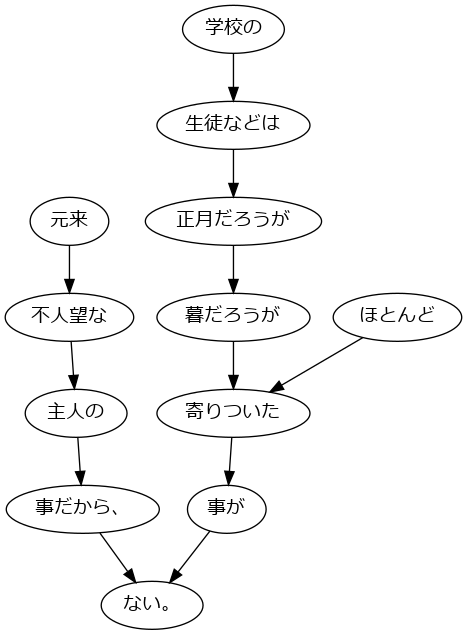 学校の
生徒などは
元来
正月だろうが
不人望な
暮だろうが
ほとんど
主人の
寄りついた
事だから、
事が
ない。